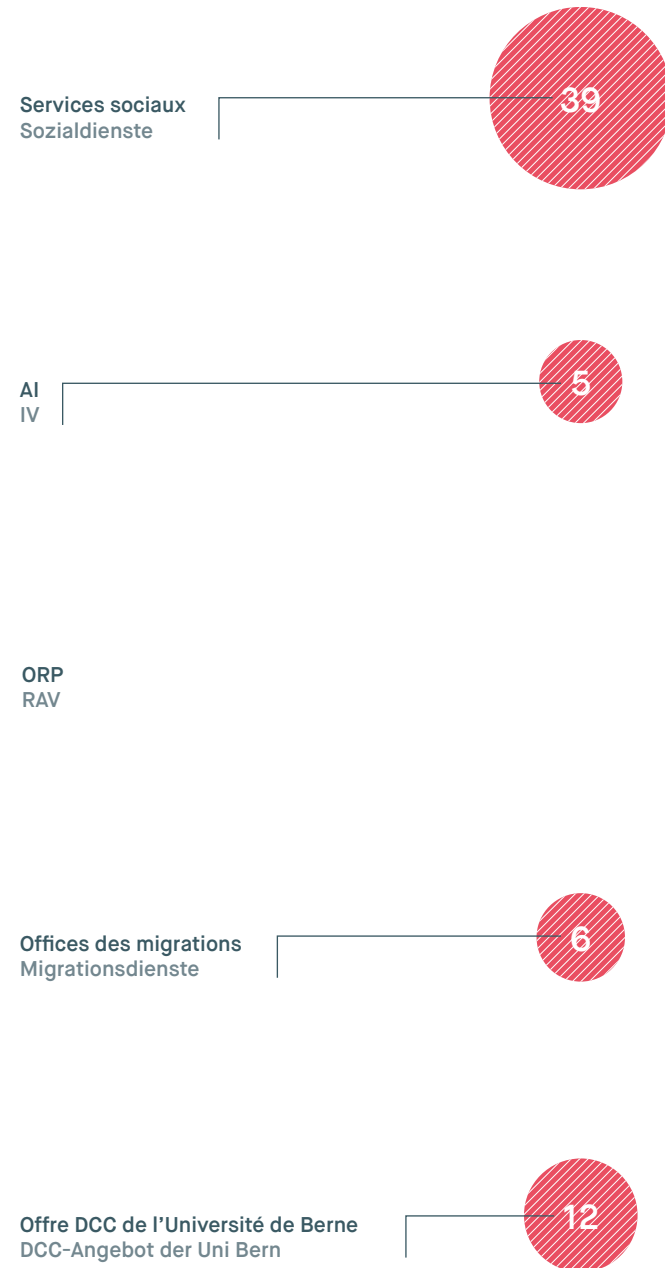 39
Services sociaux
Sozialdienste
5
AI
IV
ORP
RAV
6
Offices des migrations
Migrationsdienste
12
Offre DCC de l’Université de Berne
DCC-Angebot der Uni Bern